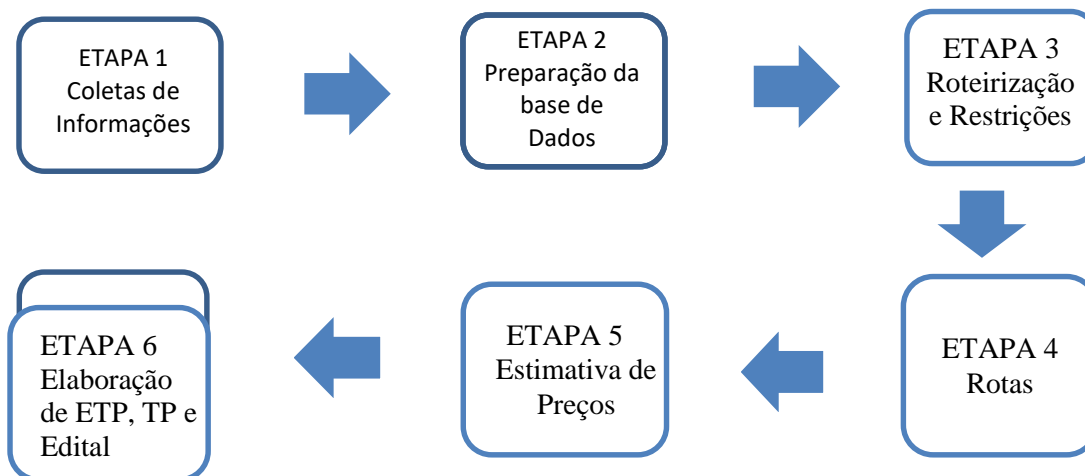 ETAPA 1
Coletas de
Informações
ETAPA 2
Preparação da
base de
Dados
ETAPA 3
Roteirização
e Restrições
ETAPA 4
Rotas
ETAPA 5
Estimativa de
Preços
ETAPA 6
Elaboração
de ETP, TP e
Edital